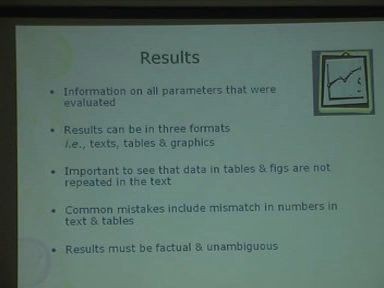 Results
• Information on all parameters that were
evaluated
• Results can be in three formats
i.e., texts, tables & graphics
• Important to see that data in tables & figs are not
repeated in the text
• Common mistakes include mismatch in numbers in
text & tables
• Results must be factual & unambiguous